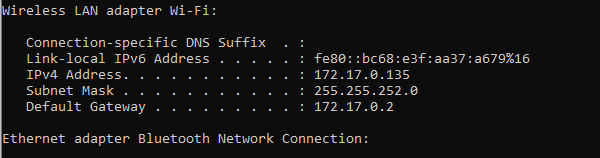 Wireless LAN adapter Wi-Fi:
Connection-specific DNS Suffix . :
Link-local IPv6 Address . . . . . : fe80::bc68:e3f:aa37:a679%16
IPv4 Address. . . . . . . . . . . : 172.17.0.135
Subnet Mask . . . . . . . . . . . : 255.255.252.0
Default Gateway . . . . . . . . . : 172.17.0.2
Ethernet adapter Bluetooth Network Connection: